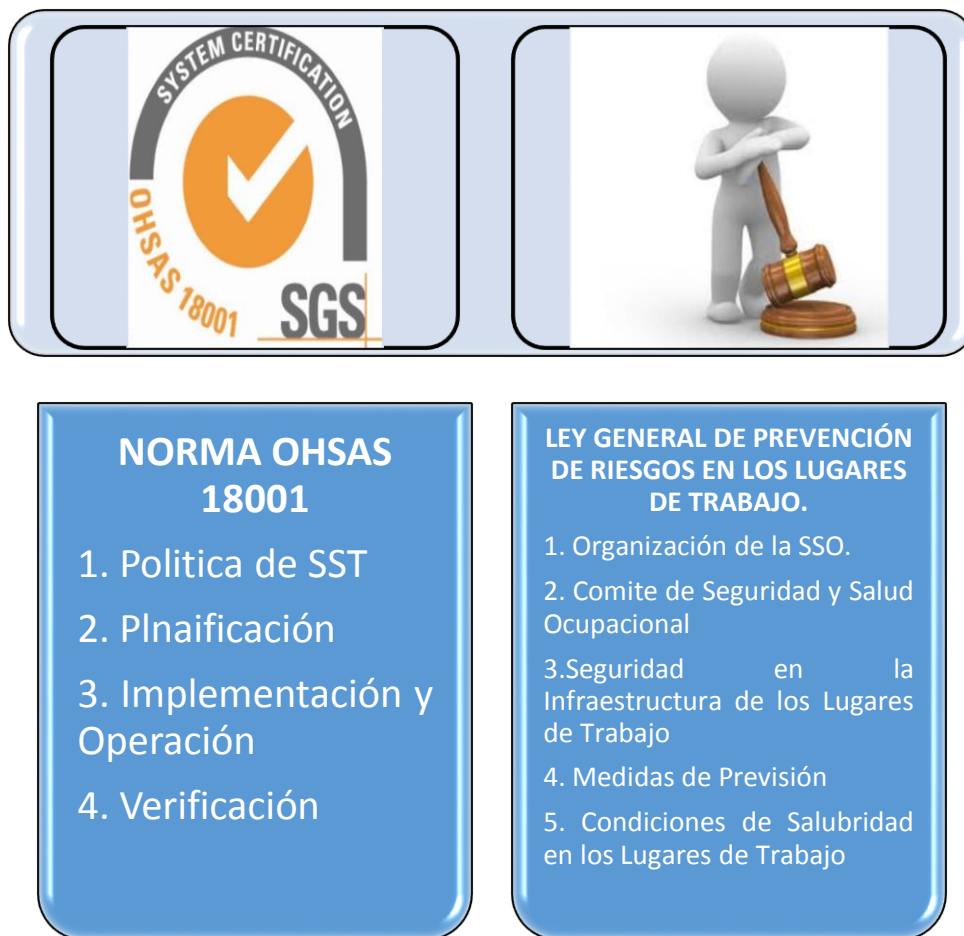 SYSTEM CERTIFICATION
OHSAS 18001
SGS
NORMA OHSAS
18001
1. Politica de SST
2. Plnaificación
3. Implementación y
Operación
4. Verificación
LEY GENERAL DE PREVENCIÓN
DE RIESGOS EN LOS LUGARES
DE TRABAJO.
1. Organización de la SSO.
2. Comite de Seguridad y Salud
Ocupacional
3.Seguridad en la
Infraestructura de los Lugares
de Trabajo
4. Medidas de Previsión
5. Condiciones de Salubridad
en los Lugares de Trabajo